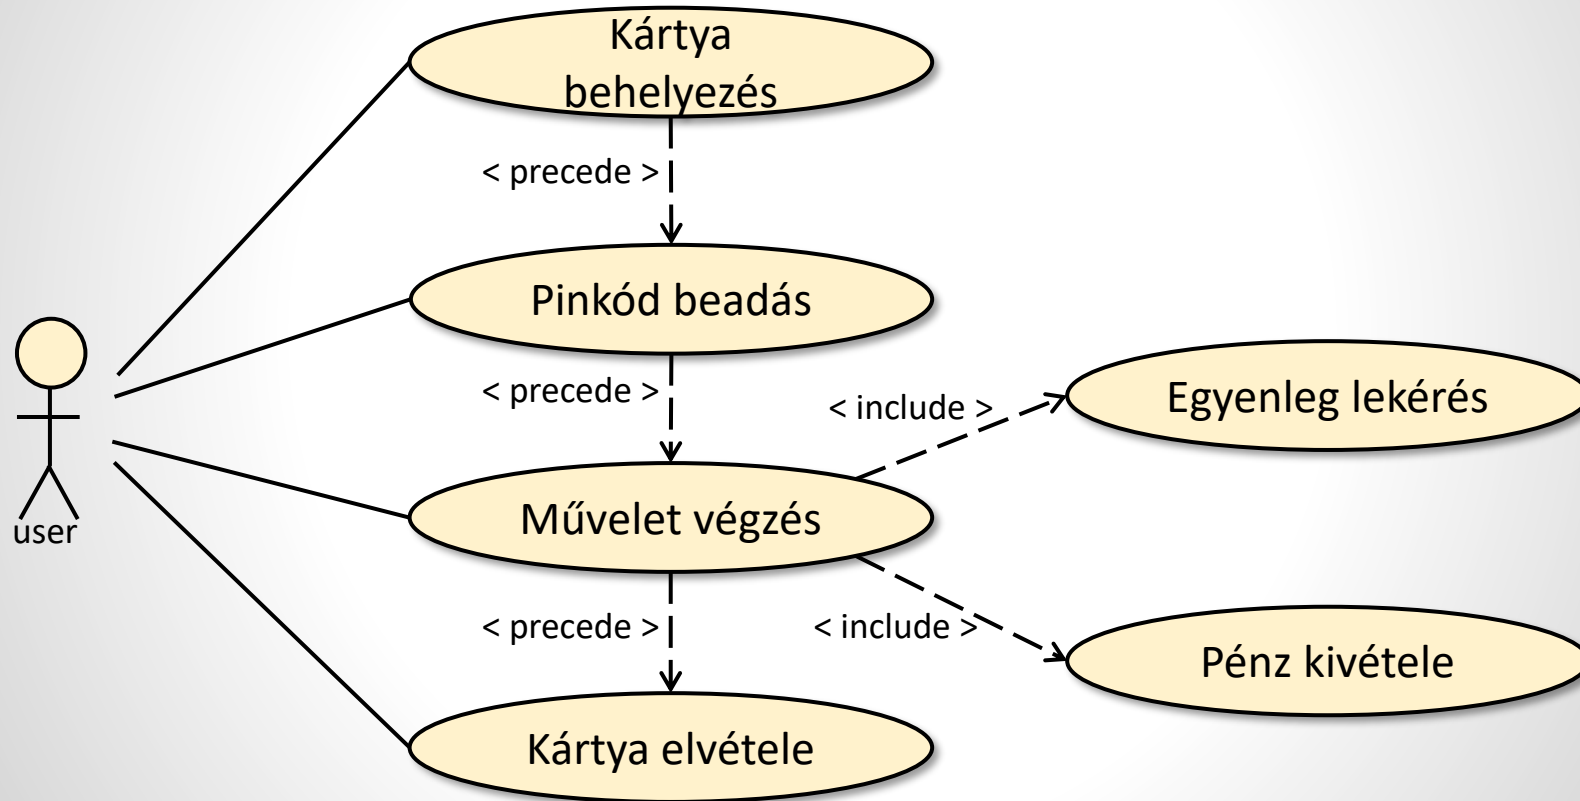 Kártya
behelyezés
< precede >
Pinkód beadás
< precede >
< include >
Egyenleg lekérés
user
Művelet végzés
< precede >
< include >
Pénz kivétele
Kártya elvétele